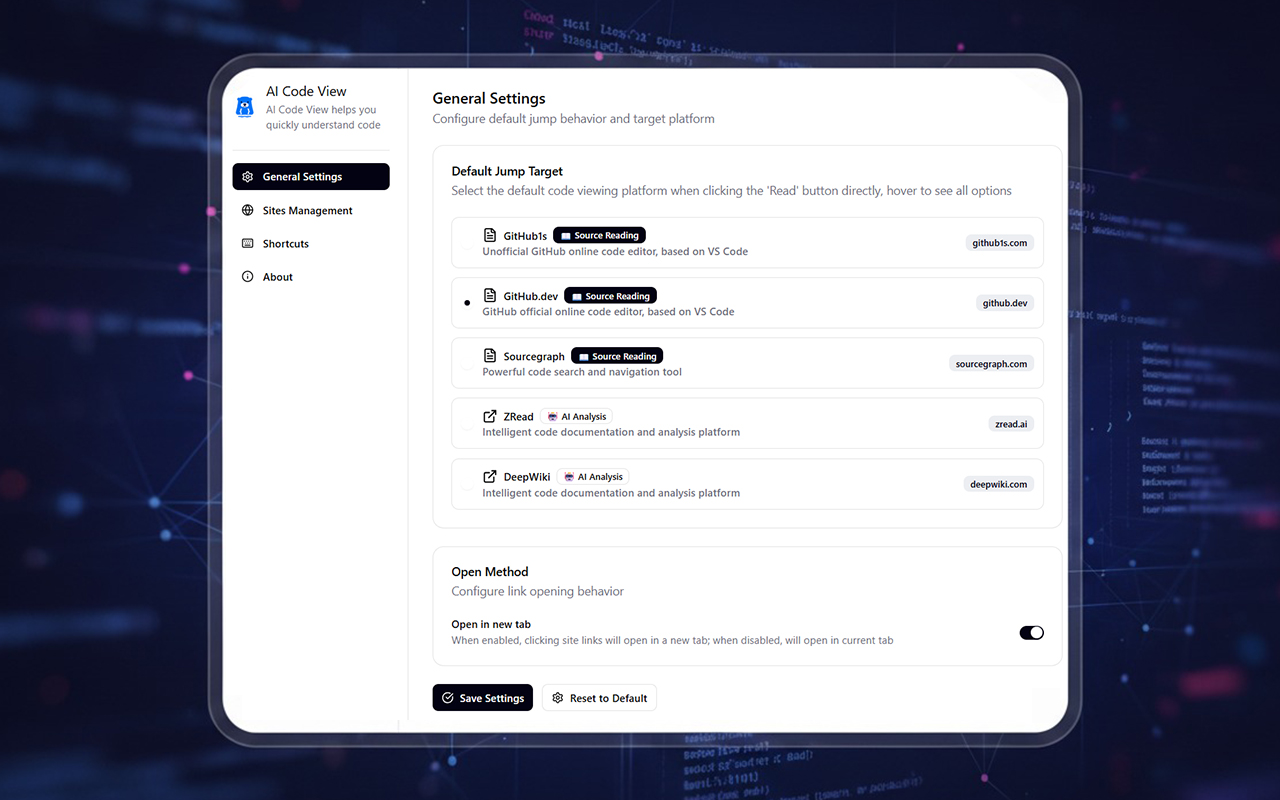 AI Code View
AI Code View helps you
quickly understand code
General Settings
Sites Management
Shortcuts
About
General Settings
Configure default jump behavior and target platform
Default Jump Target
Select the default code viewing platform when clicking the 'Read' button directly, hover to see all options
GitHub1s Source Reading
Unofficial GitHub online code editor, based on VS Code
github1s.com
GitHub.dev Source Reading
GitHub official online code editor, based on VS Code
github.dev
Sourcegraph Source Reading
Powerful code search and navigation tool
sourcegraph.com
ZRead AI Analysis
Intelligent code documentation and analysis platform
zread.ai
DeepWiki AI Analysis
Intelligent code documentation and analysis platform
deepwiki.com
Open Method
Configure link opening behavior
Open in new tab
When enabled, clicking site links will open in a new tab; when disabled, will open in current tab
Save Settings
Reset to Default